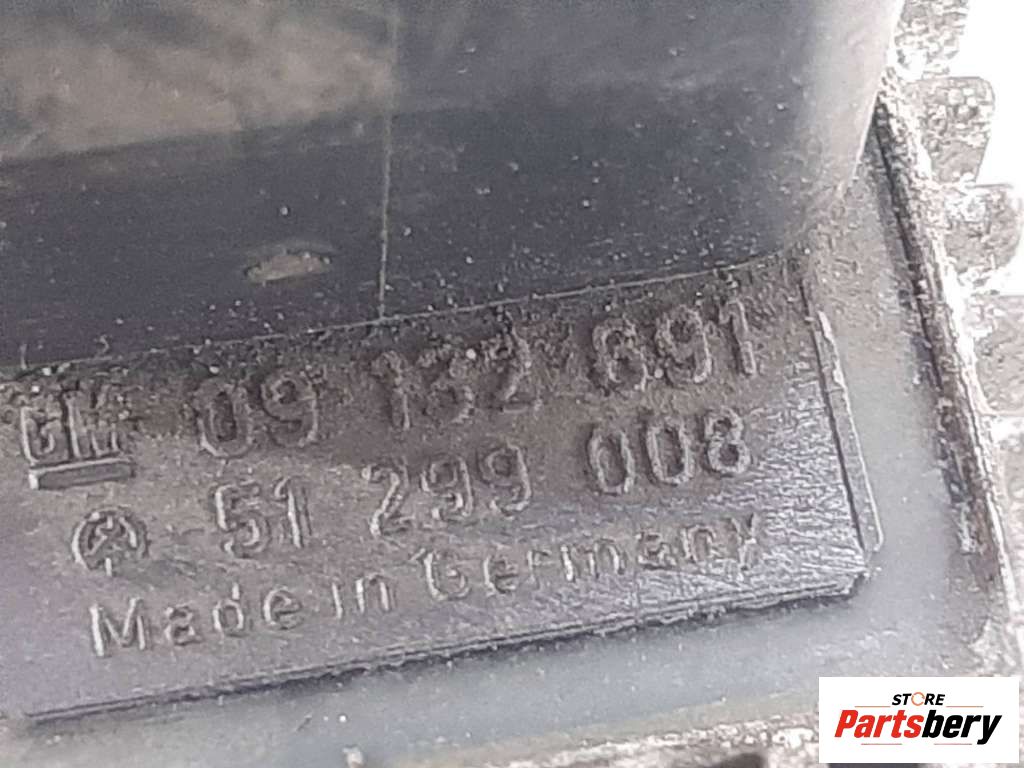 GM 09 132 691
51 299 008
Made in Germany
STORE
Partsbery